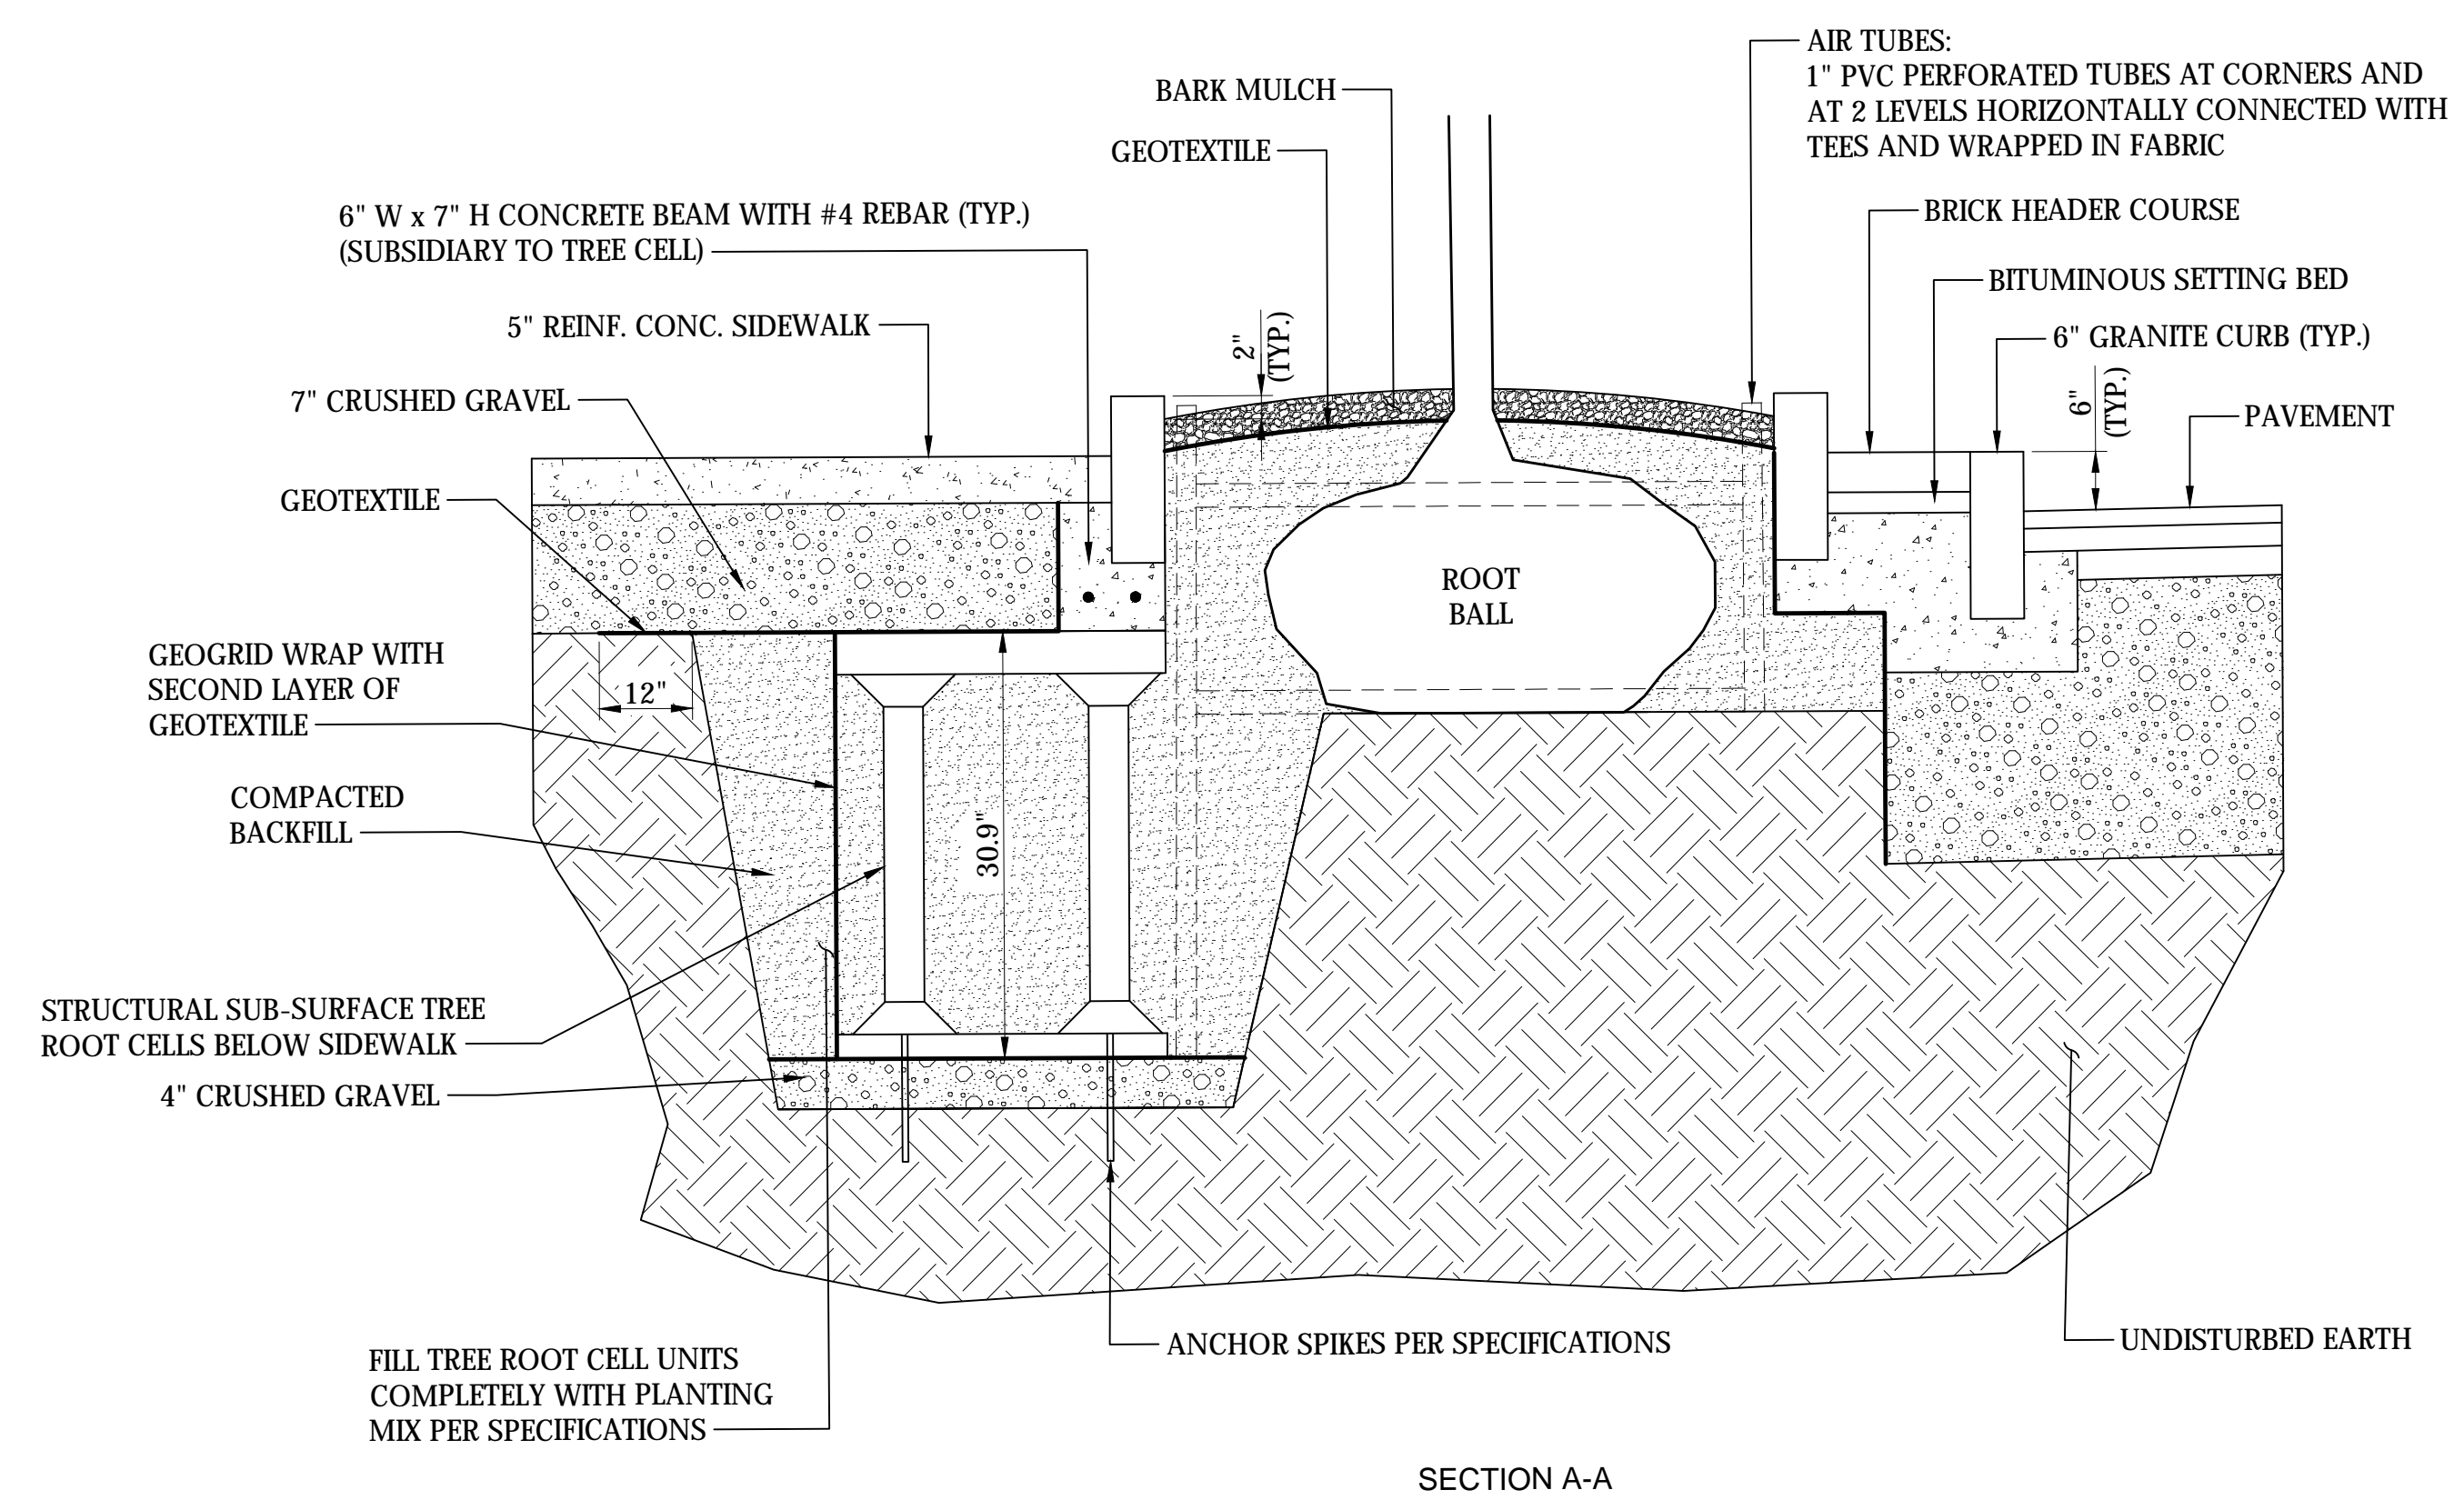 AIR TUBES:
1" PVC PERFORATED TUBES AT CORNERS AND
AT 2 LEVELS HORIZONTALLY CONNECTED WITH
TEES AND WRAPPED IN FABRIC
BARK MULCH
GEOTEXTILE
6" W x 7" H CONCRETE BEAM WITH #4 REBAR (TYP.)
(SUBSIDIARY TO TREE CELL)
BRICK HEADER COURSE
BITUMINOUS SETTING BED
5" REINF. CONC. SIDEWALK
2"
(TYP.)
6" GRANITE CURB (TYP.)
7" CRUSHED GRAVEL
6"
(TYP.)
PAVEMENT
GEOTEXTILE
ROOT
BALL
GEOGRID WRAP WITH
SECOND LAYER OF
GEOTEXTILE
12"
COMPACTED
BACKFILL
30.9"
STRUCTURAL SUB-SURFACE TREE
ROOT CELLS BELOW SIDEWALK
4" CRUSHED GRAVEL
FILL TREE ROOT CELL UNITS
COMPLETELY WITH PLANTING
MIX PER SPECIFICATIONS
ANCHOR SPIKES PER SPECIFICATIONS
UNDISTURBED EARTH
SECTION A-A